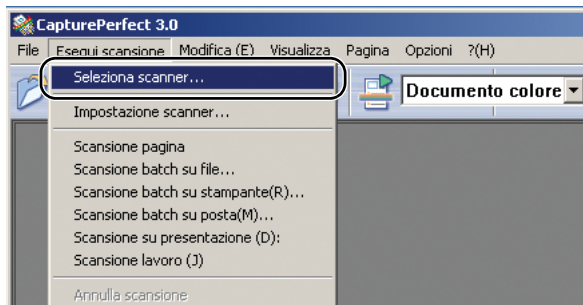 CapturePerfect 3.0
File Esegui scansione Modifica (E) Visualizza Pagina Opzioni ?(H)
Seleziona scanner...
Documento colore
Impostazione scanner...
Scansione pagina
Scansione batch su file...
Scansione batch su stampante(R)...
Scansione batch su posta(M)...
Scansione su presentazione (D):
Scansione lavoro (J)
Annulla scansione